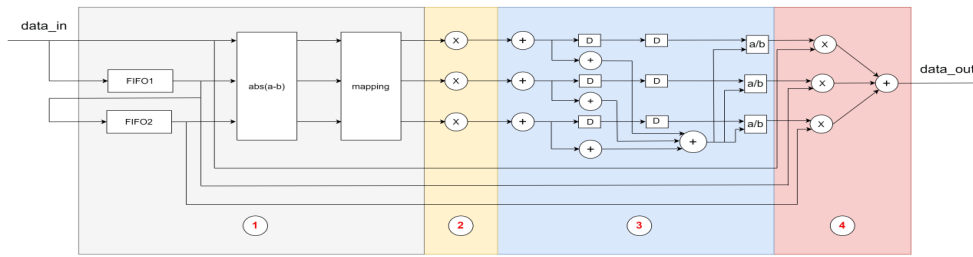 data_in
FIFO1
FIFO2
abs(a-b)
mapping
X
X
X
+
+
+
D
D
+
D
D
+
D
D
+
+
a/b
a/b
a/b
X
X
X
+
data_out
1
2
3
4